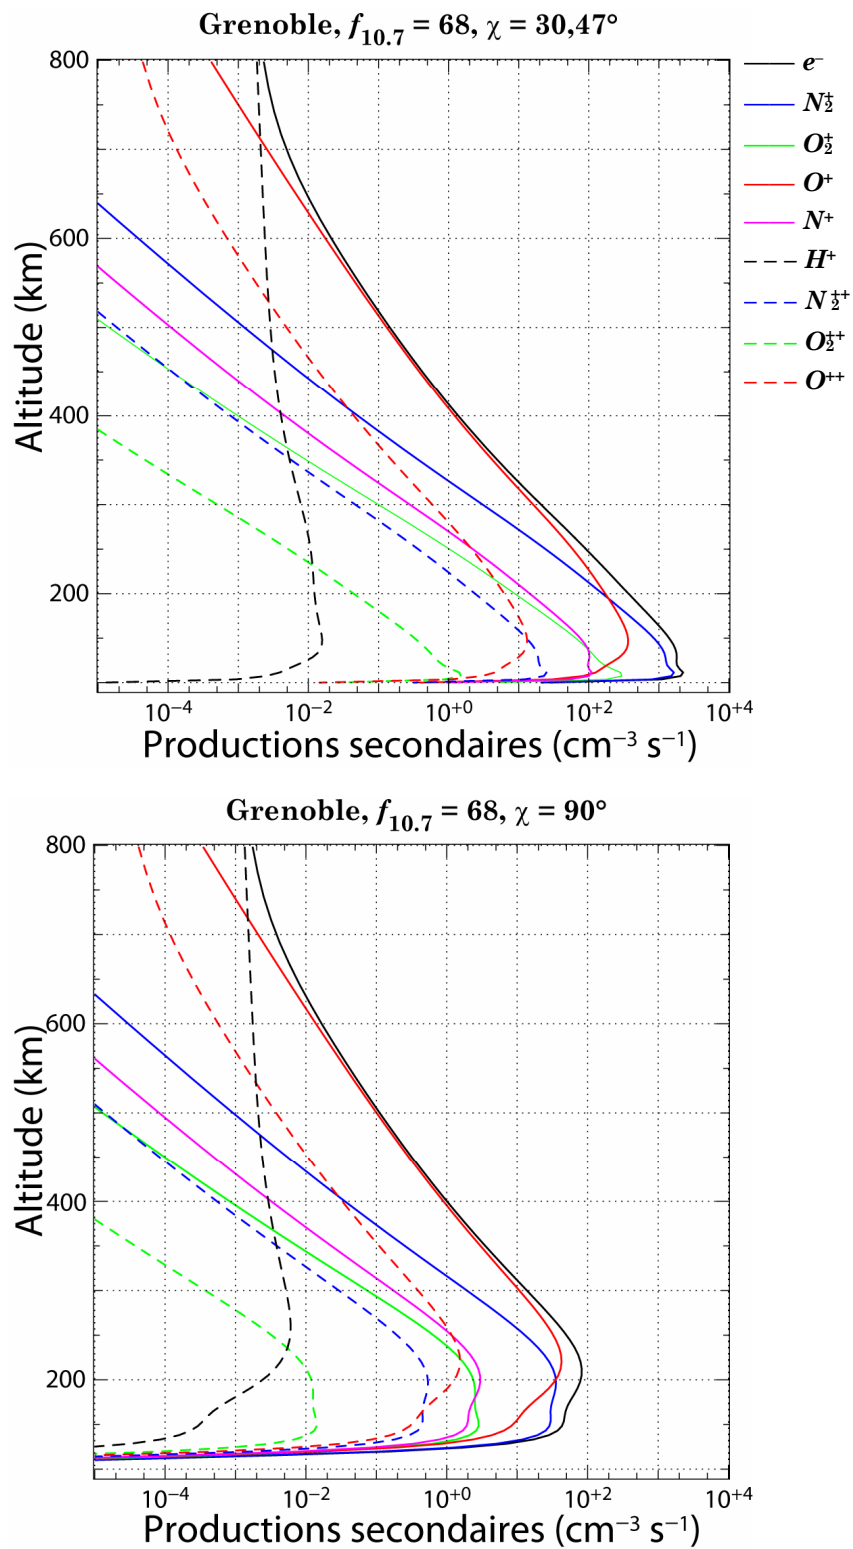 Grenoble, f10.7 = 68, χ = 30,47°
800
600
400
200
Altitude (km)
10−4 10−2 10+0 10+2 10+4
Productions secondaires (cm−3 s−1)
e−
N2+
O2+
O+
N+
H+
N2++
O2++
O++
Grenoble, f10.7 = 68, χ = 90°
800
600
400
200
Altitude (km)
10−4 10−2 10+0 10+2 10+4
Productions secondaires (cm−3 s−1)